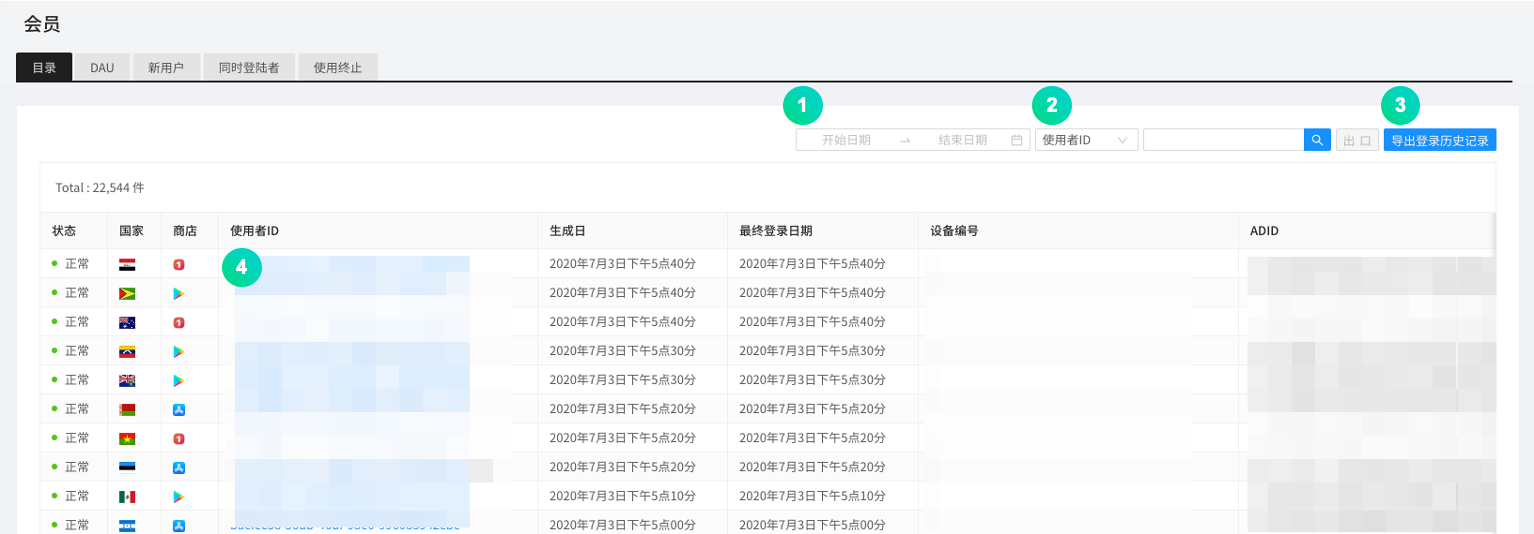 会员
目录 DAU 新用户 同时登陆者 使用终止
1 2 3
开始日期 结束日期 使用者ID 出 口 导出登录历史记录
Total : 22,544 件
状态 国家 商店 使用者ID 生成日 最终登录日期 设备编号 ADID
4
正常 1 2020年7月3日下午5点40分 2020年7月3日下午5点40分
正常 2020年7月3日下午5点40分 2020年7月3日下午5点40分
正常 1 2020年7月3日下午5点40分 2020年7月3日下午5点40分
正常 2020年7月3日下午5点30分 2020年7月3日下午5点30分
正常 2020年7月3日下午5点30分 2020年7月3日下午5点30分
正常 2020年7月3日下午5点20分 2020年7月3日下午5点20分
正常 1 2020年7月3日下午5点20分 2020年7月3日下午5点20分
正常 2020年7月3日下午5点20分 2020年7月3日下午5点20分
正常 2020年7月3日下午5点10分 2020年7月3日下午5点10分
正常 2020年7月3日下午5点00分 2020年7月3日下午5点00分